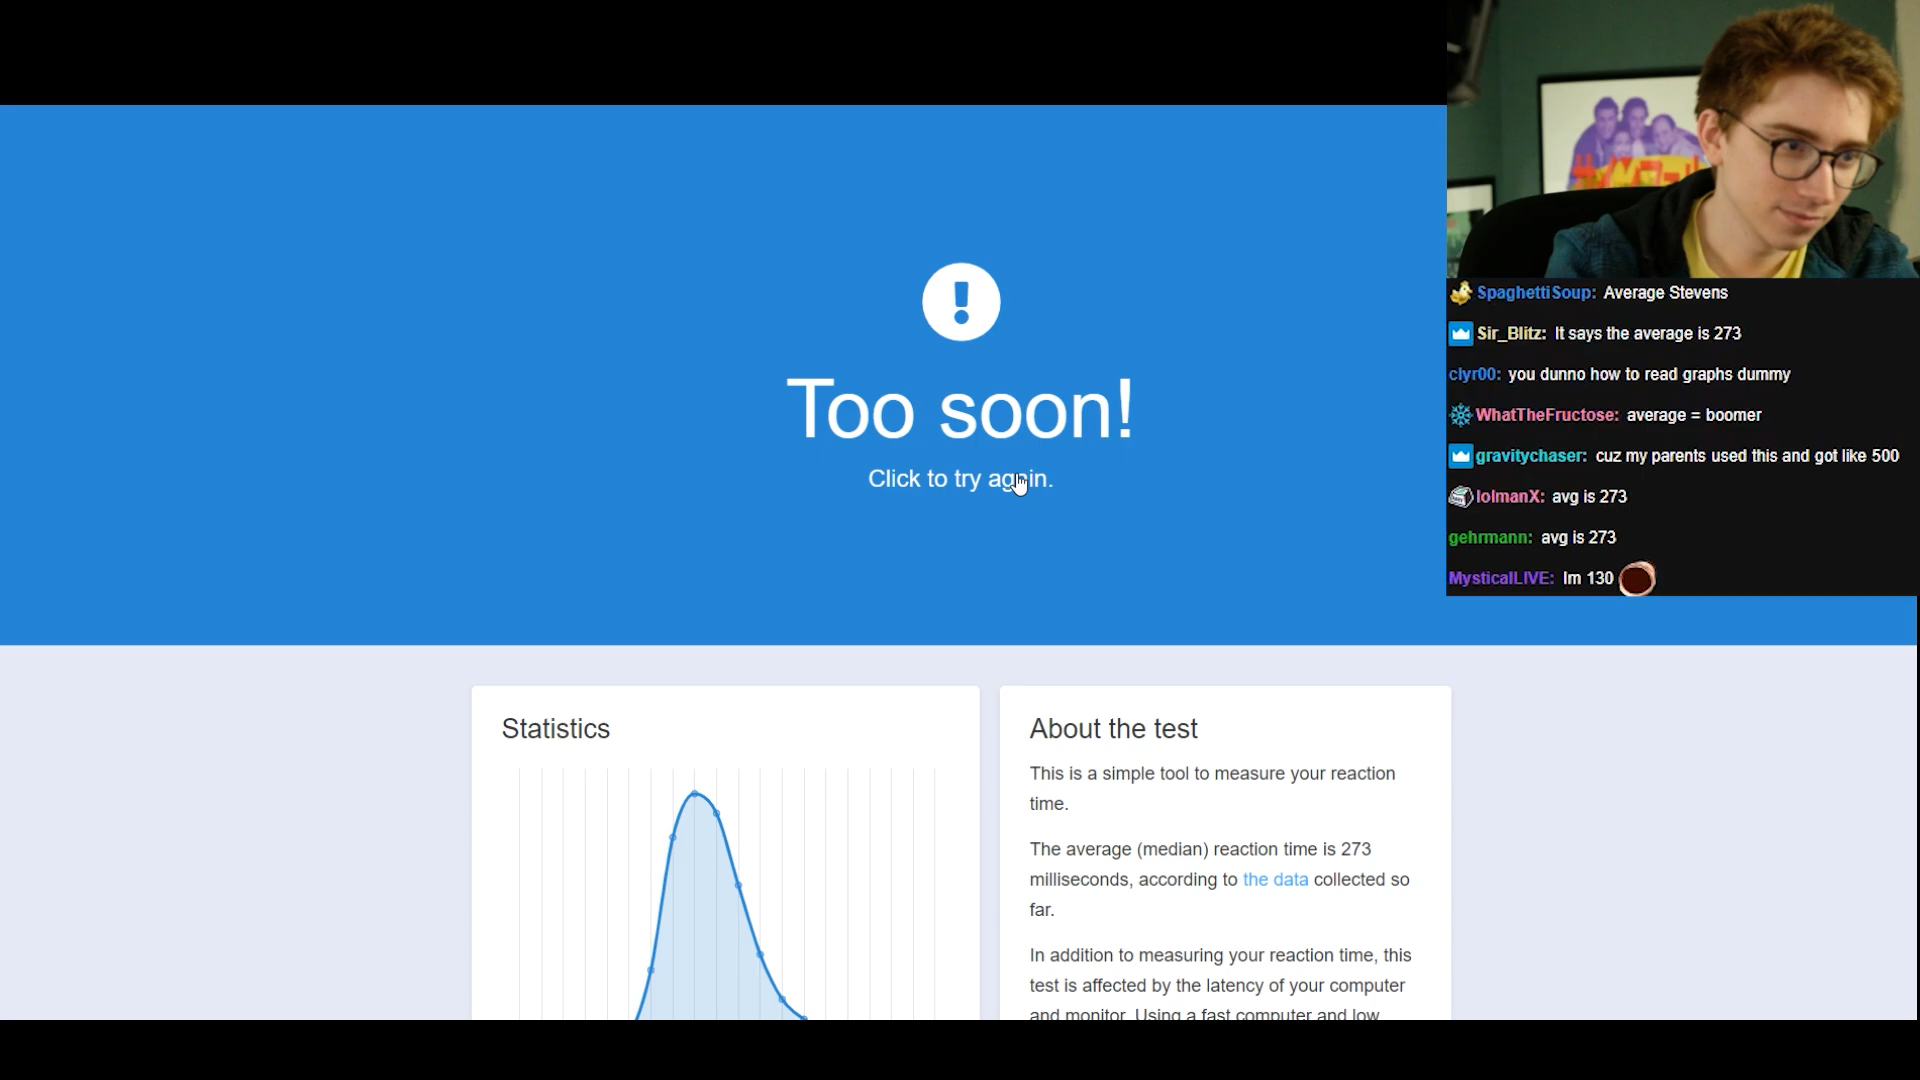 Too soon!
Click to try again.
SpaghettiSoup: Average Stevens
Sir_Blitz: It says the average is 273
clyr00: you dunno how to read graphs dummy
WhatTheFructose: average = boomer
gravitychaser: cuz my parents used this and got like 500
lolmanX: avg is 273
gehrmann: avg is 273
MysticalLIVE: Im 130
Statistics
About the test
This is a simple tool to measure your reaction
time.
The average (median) reaction time is 273
milliseconds, according to the data collected so
far.
In addition to measuring your reaction time, this
test is affected by the latency of your computer
and monitor. Using a fast computer and low